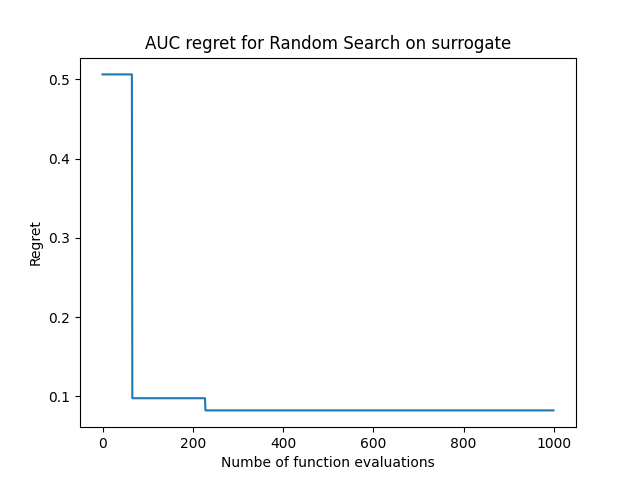 AUC regret for Random Search on surrogate
0.5
0.4
0.3
0.2
0.1
Regret
0 200 400 600 800 1000
Numbe of function evaluations